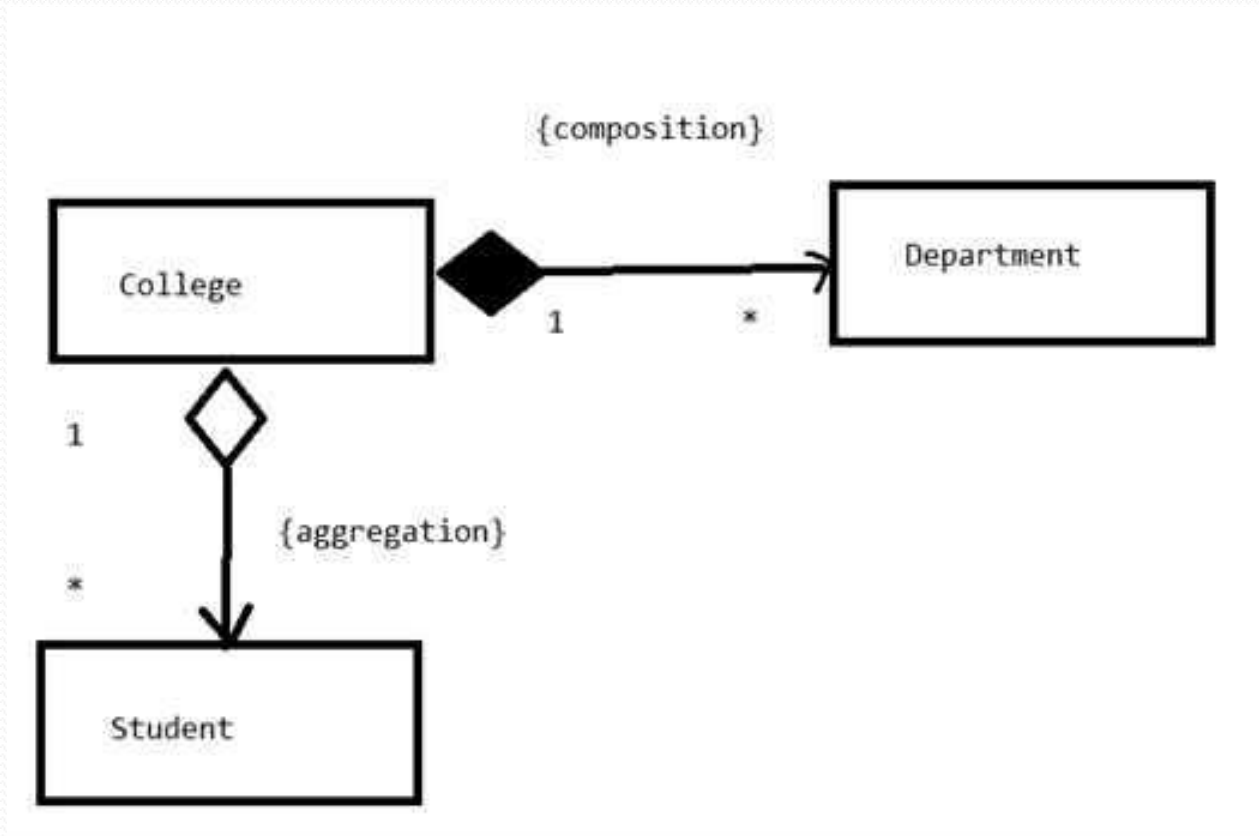 {composition}
College
Department
1
*
1
{aggregation}
*
Student